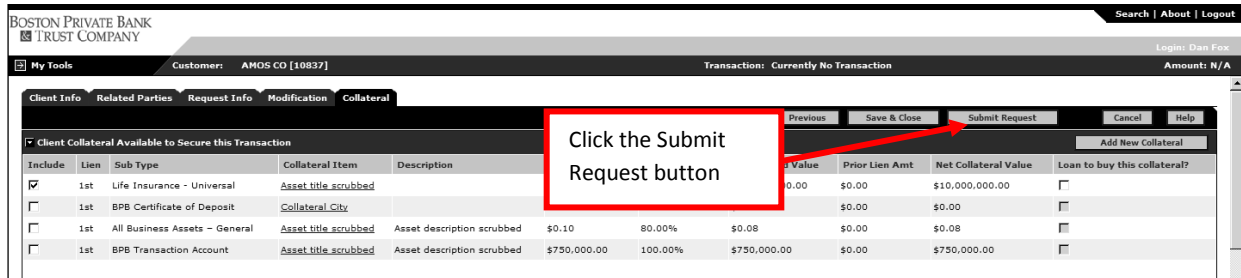 Search | About | Logout
BOSTON PRIVATE BANK
& TRUST COMPANY
Login: Dan Fox
My Tools Customer: AMOS CO [10837] Transaction: Currently No Transaction Amount: N/A
Client Info Related Parties Request Info Modification Collateral
Previous Save & Close Submit Request Cancel Help
Click the Submit
Request button
Client Collateral Available to Secure this Transaction Add New Collateral
Include Lien Sub Type Collateral Item Description Value Prior Lien Amt Net Collateral Value Loan to buy this collateral?
1st Life Insurance - Universal Asset title scrubbed $0.00 $10,000,000.00
1st BPB Certificate of Deposit Collateral City $0.00 $0.00
1st All Business Assets – General Asset title scrubbed Asset description scrubbed $0.10 80.00% $0.08 $0.00 $0.08
1st BPB Transaction Account Asset title scrubbed Asset description scrubbed $750,000.00 100.00% $750,000.00 $0.00 $750,000.00